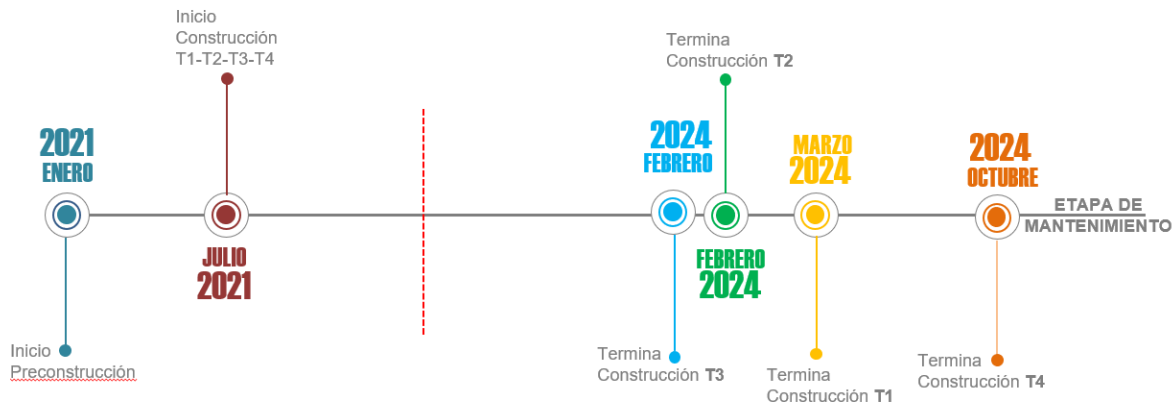 Inicio
Construcción
T1-T2-T3-T4
Termina
Construcción T2
2021
ENERO
2024
FEBRERO
MARZO
2024
2024
OCTUBRE
ETAPA DE
MANTENIMIENTO
JULIO
2021
FEBRERO
2024
Inicio
Preconstrucción
Termina
Construcción T3
Termina
Construcción T1
Termina
Construcción T4